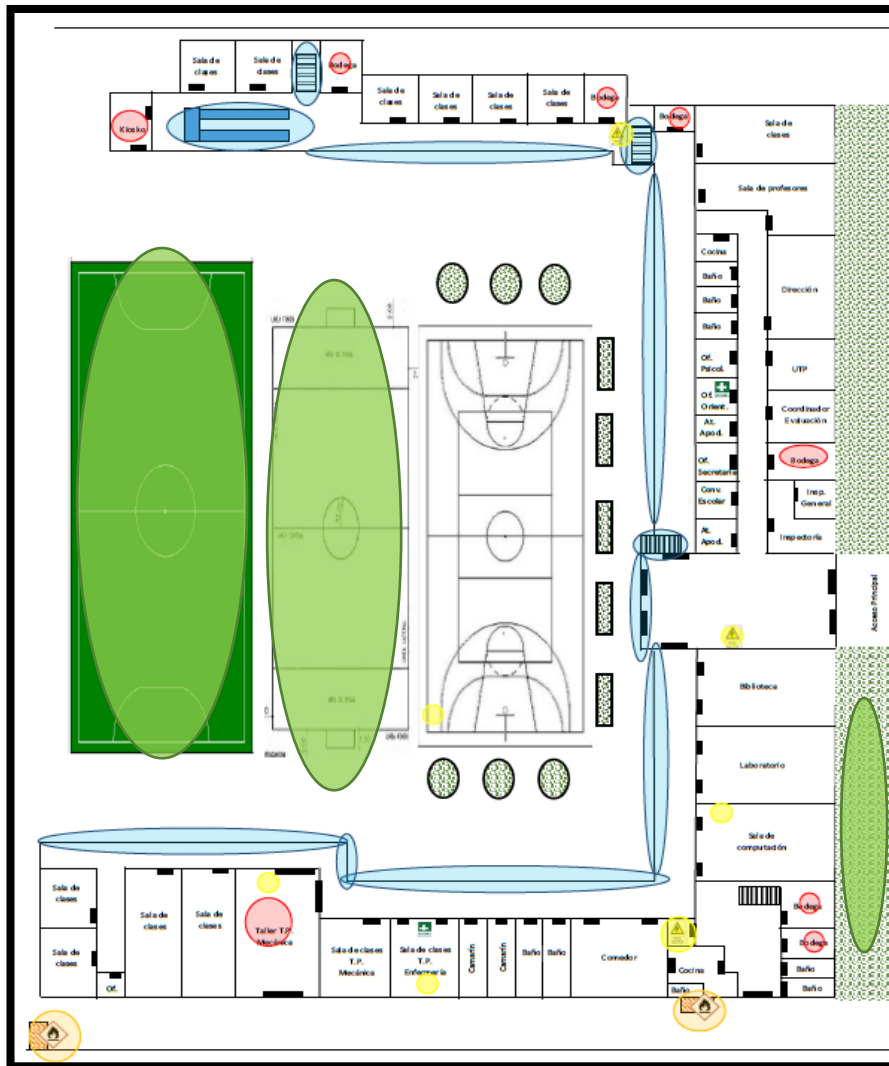 Sala de
clases
Sala de
clases
Bodega
Kiosko
Sala de
clases
Sala de
clases
Sala de
clases
Sala de
clases
Bodega
Bodega
Sala de
clases
Sala de profesores
Cocina
Baño
Baño
Baño
Of.
Psicol.
Of.
Orient.
At.
Apod.
Of.
Secretaria
Conv.
Escolar
At.
Apod.
Dirección
UTP
Coordinador
Evaluación
Bodega
Insp.
General
Inspectoría
Acceso Principal
Biblioteca
Laboratorio
Sala de
computación
Bodega
Bodega
Baño
Baño
Sala de
clases
Sala de
clases
Of.
Sala de
clases
Sala de
clases
Taller T.P.
Mecánica
Sala de clases
T.P.
Mecánica
Sala de clases
T.P.
Enfermería
Camarín
Camarín
Baño
Baño
Comedor
Cocina
Baño